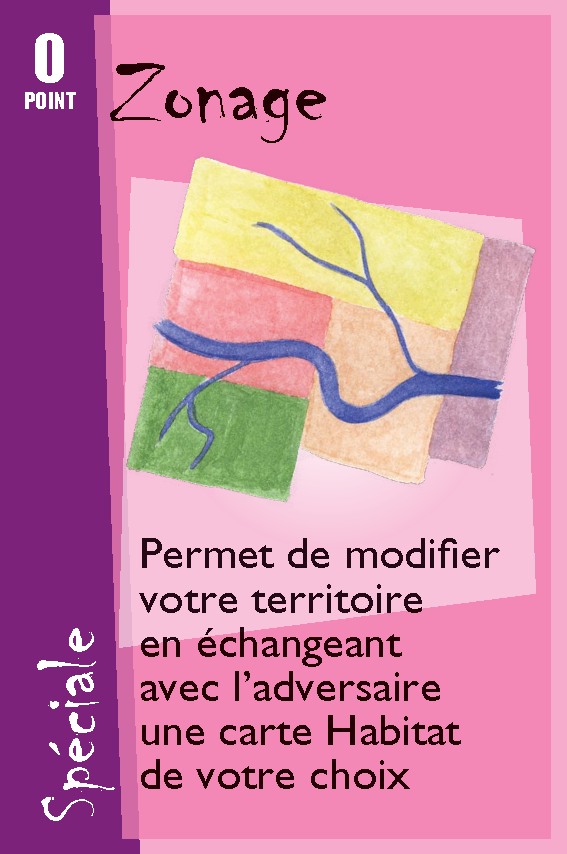 0
POINT
Zonage
Permet de modifier
votre territoire
en échangeant
avec l’adversaire
une carte Habitat
de votre choix
Spéciale